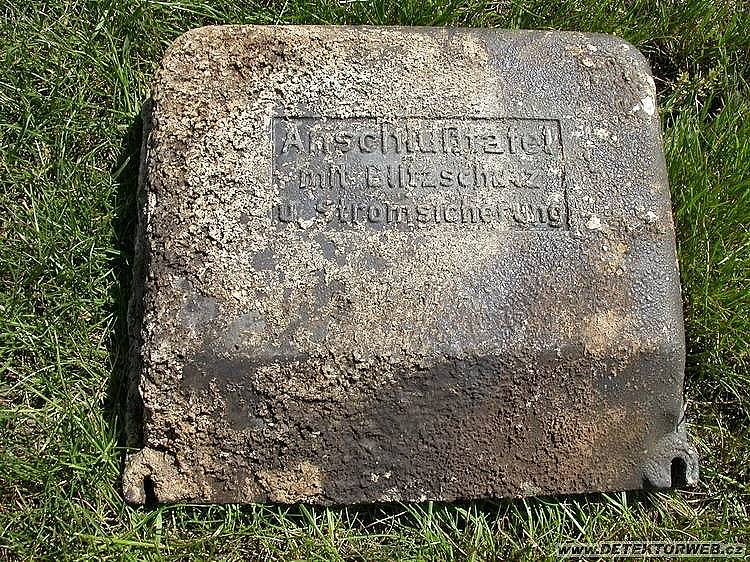 Anschlußtafel
mit Blitzschutz
u. Stromsicherung
www.DETEKTORWEB.cz